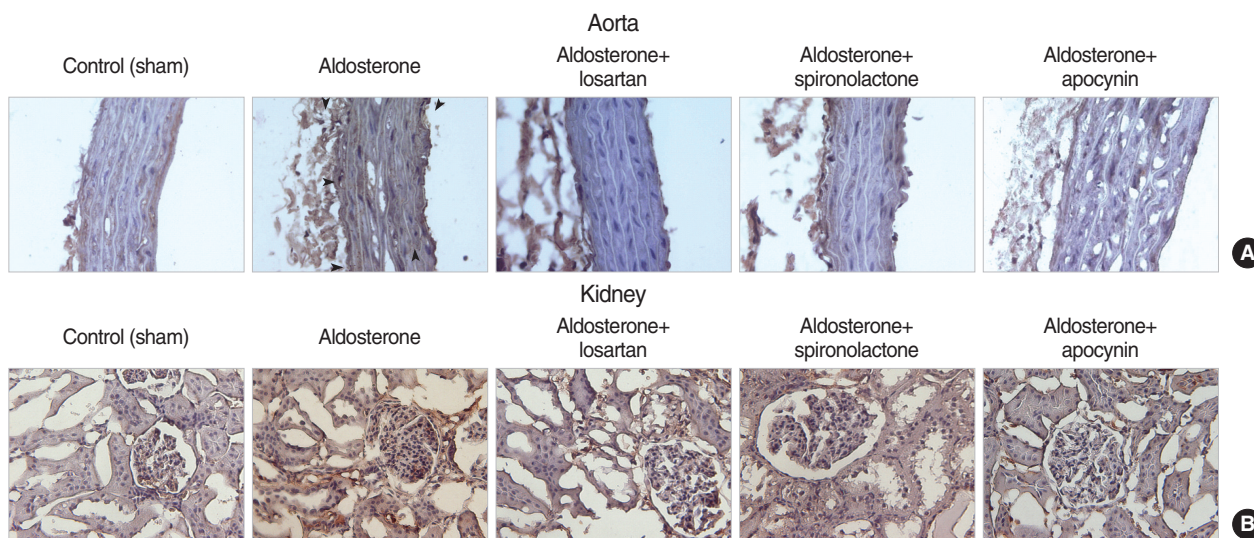 Aorta
Control (sham)
Aldosterone
Aldosterone+
losartan
Aldosterone+
spironolactone
Aldosterone+
apocynin
A
Kidney
Control (sham)
Aldosterone
Aldosterone+
losartan
Aldosterone+
spironolactone
Aldosterone+
apocynin
B